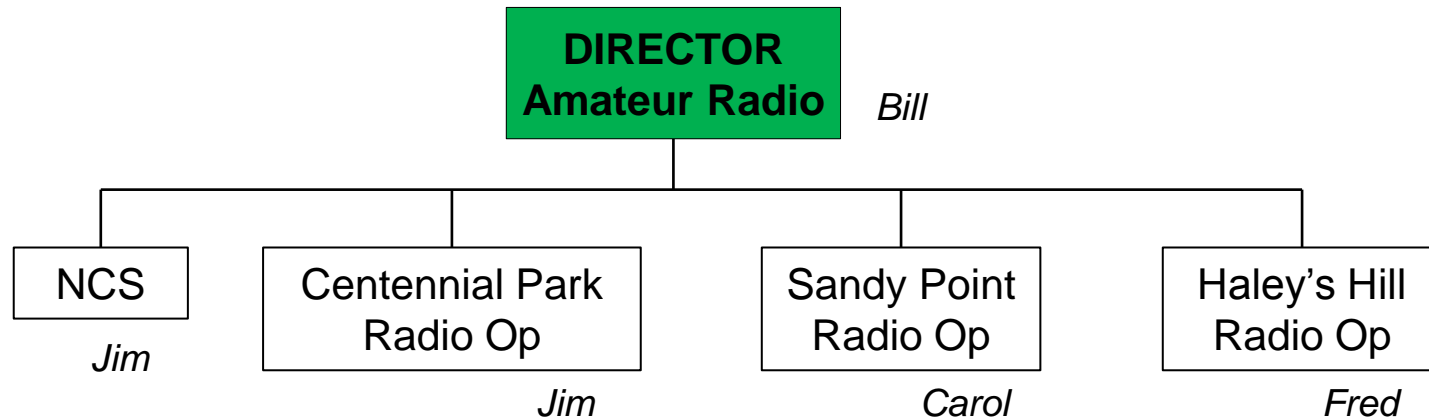 DIRECTOR
Amateur Radio
Bill
NCS
Jim
Centennial Park
Radio Op
Jim
Sandy Point
Radio Op
Carol
Haley’s Hill
Radio Op
Fred